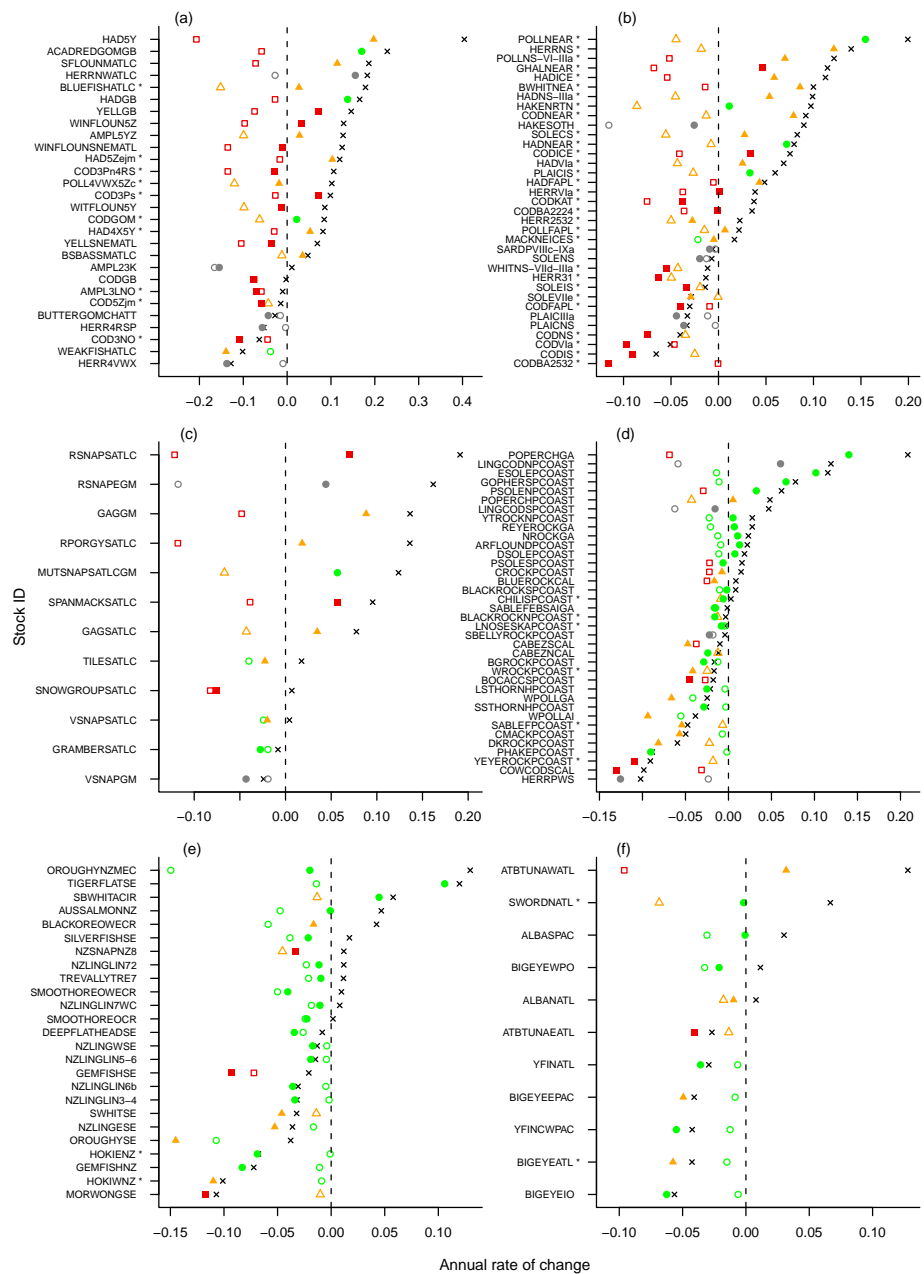 (a)
HAD5Y
ACADREDGOMGB
SFLOUNMATLC
HERRNWATLC
BLUEFISHATLC *
HADGB
YELLGB
WINFLOUN5Z
AMPL5YZ
WINFLOUNSNEMATL
HAD5Zejm *
COD3Pn4RS *
POLL4VWX5Zc *
COD3Ps *
WITFLOUN5Y
CODGOM *
HAD4X5Y *
YELLSNEMATL
BSBASSMATLC
AMPL23K
CODGB
AMPL3LNO *
COD5Zjm *
BUTTERGOMCHATT
HERR4RSP
COD3NO *
WEAKFISHATLC
HERR4VWX
−0.2 −0.1 0.0 0.1 0.2 0.3 0.4
(b)
POLLNEAR *
HERRNS *
POLLNS−VI−IIIa *
GHALNEAR *
HADICE *
BWHITNEA *
HADNS−IIIa *
HAKENRTN *
CODNEAR *
HAKESOTH
SOLECS *
HADNEAR *
CODICE *
HADVIa *
PLAICIS *
HADFAPL *
HERRVIa *
CODKAT *
CODBA2224 *
HERR2532 *
POLLFAPL *
MACKNEICES *
SARDPVIIIc−IXa
SOLENS
WHITNS−VIId−IIIa *
HERR31 *
SOLEIS *
SOLEVIIe *
CODFAPL *
PLAICIIIa
PLAICNS
CODNS *
CODVIa *
CODIS *
CODBA2532 *
−0.10 −0.05 0.00 0.05 0.10 0.15 0.20
(c)
RSNAPSATLC
RSNAPEGM
GAGGM
RPORGYSATLC
MUTSNAPSATLCGM
SPANMACKSATLC
GAGSATLC
TILESATLC
SNOWGROUPSATLC
VSNAPSATLC
GRAMBERSATLC
VSNAPGM
−0.10 −0.05 0.00 0.05 0.10 0.15 0.20
(d)
POPERCHGA
LINGCODNPCOAST
ESOLEPCOAST
GOPHERSPCOAST
PSOLENPCOAST
POPERCHPCOAST
LINGCODSPCOAST
YTROCKNPCOAST
REYEROCKGA
NROCKGA
ARFLOUNDPCOAST
DSOLEPCOAST
PSOLESPCOAST
CROCKPCOAST
BLUEROCKCAL
BLACKROCKSPCOAST
CHILISPCOAST *
SABLEFEBSAIGA
BLACKROCKNPCOAST *
LNOSESKAPCOAST *
SBELLYROCKPCOAST
CABEZSCAL
CABEZNCAL
BGROCKPCOAST
WROCKPCOAST *
BOCACCSPCOAST
LSTHORNHPCOAST
WPOLLGA
SSTHORNHPCOAST
WPOLLAI
SABLEFPCOAST *
CMACKPCOAST
DKROCKPCOAST
PHAKEPCOAST
YEYEROCKPCOAST *
COWCODSCAL
HERRPWS
−0.15 −0.05 0.00 0.05 0.10 0.15 0.20
Stock ID
(e)
OROUGHYNZMEC
TIGERFLATSE
SBWHITACIR
AUSSALMONNZ
BLACKOREOWECR
SILVERFISHSE
NZSNAPNZ8
NZLINGLIN72
TREVALLYTRE7
SMOOTHOREOWECR
NZLINGLIN7WC
SMOOTHOREOCR
DEEPFLATHEADSE
NZLINGWSE
NZLINGLIN5−6
GEMFISHSE
NZLINGLIN6b
NZLINGLIN3−4
SWHITSE
NZLINGESE
OROUGHYSE
HOKIENZ *
GEMFISHNZ
HOKIWNZ *
MORWONGSE
−0.15 −0.10 −0.05 0.00 0.05 0.10
(f)
ATBTUNAWATL
SWORDNATL *
ALBASPAC
BIGEYEWPO
ALBANATL
ATBTUNAEATL
YFINATL
BIGEYEEPAC
YFINCWPAC
BIGEYEATL *
BIGEYEIO
−0.10 −0.05 0.00 0.05 0.10
Annual rate of change